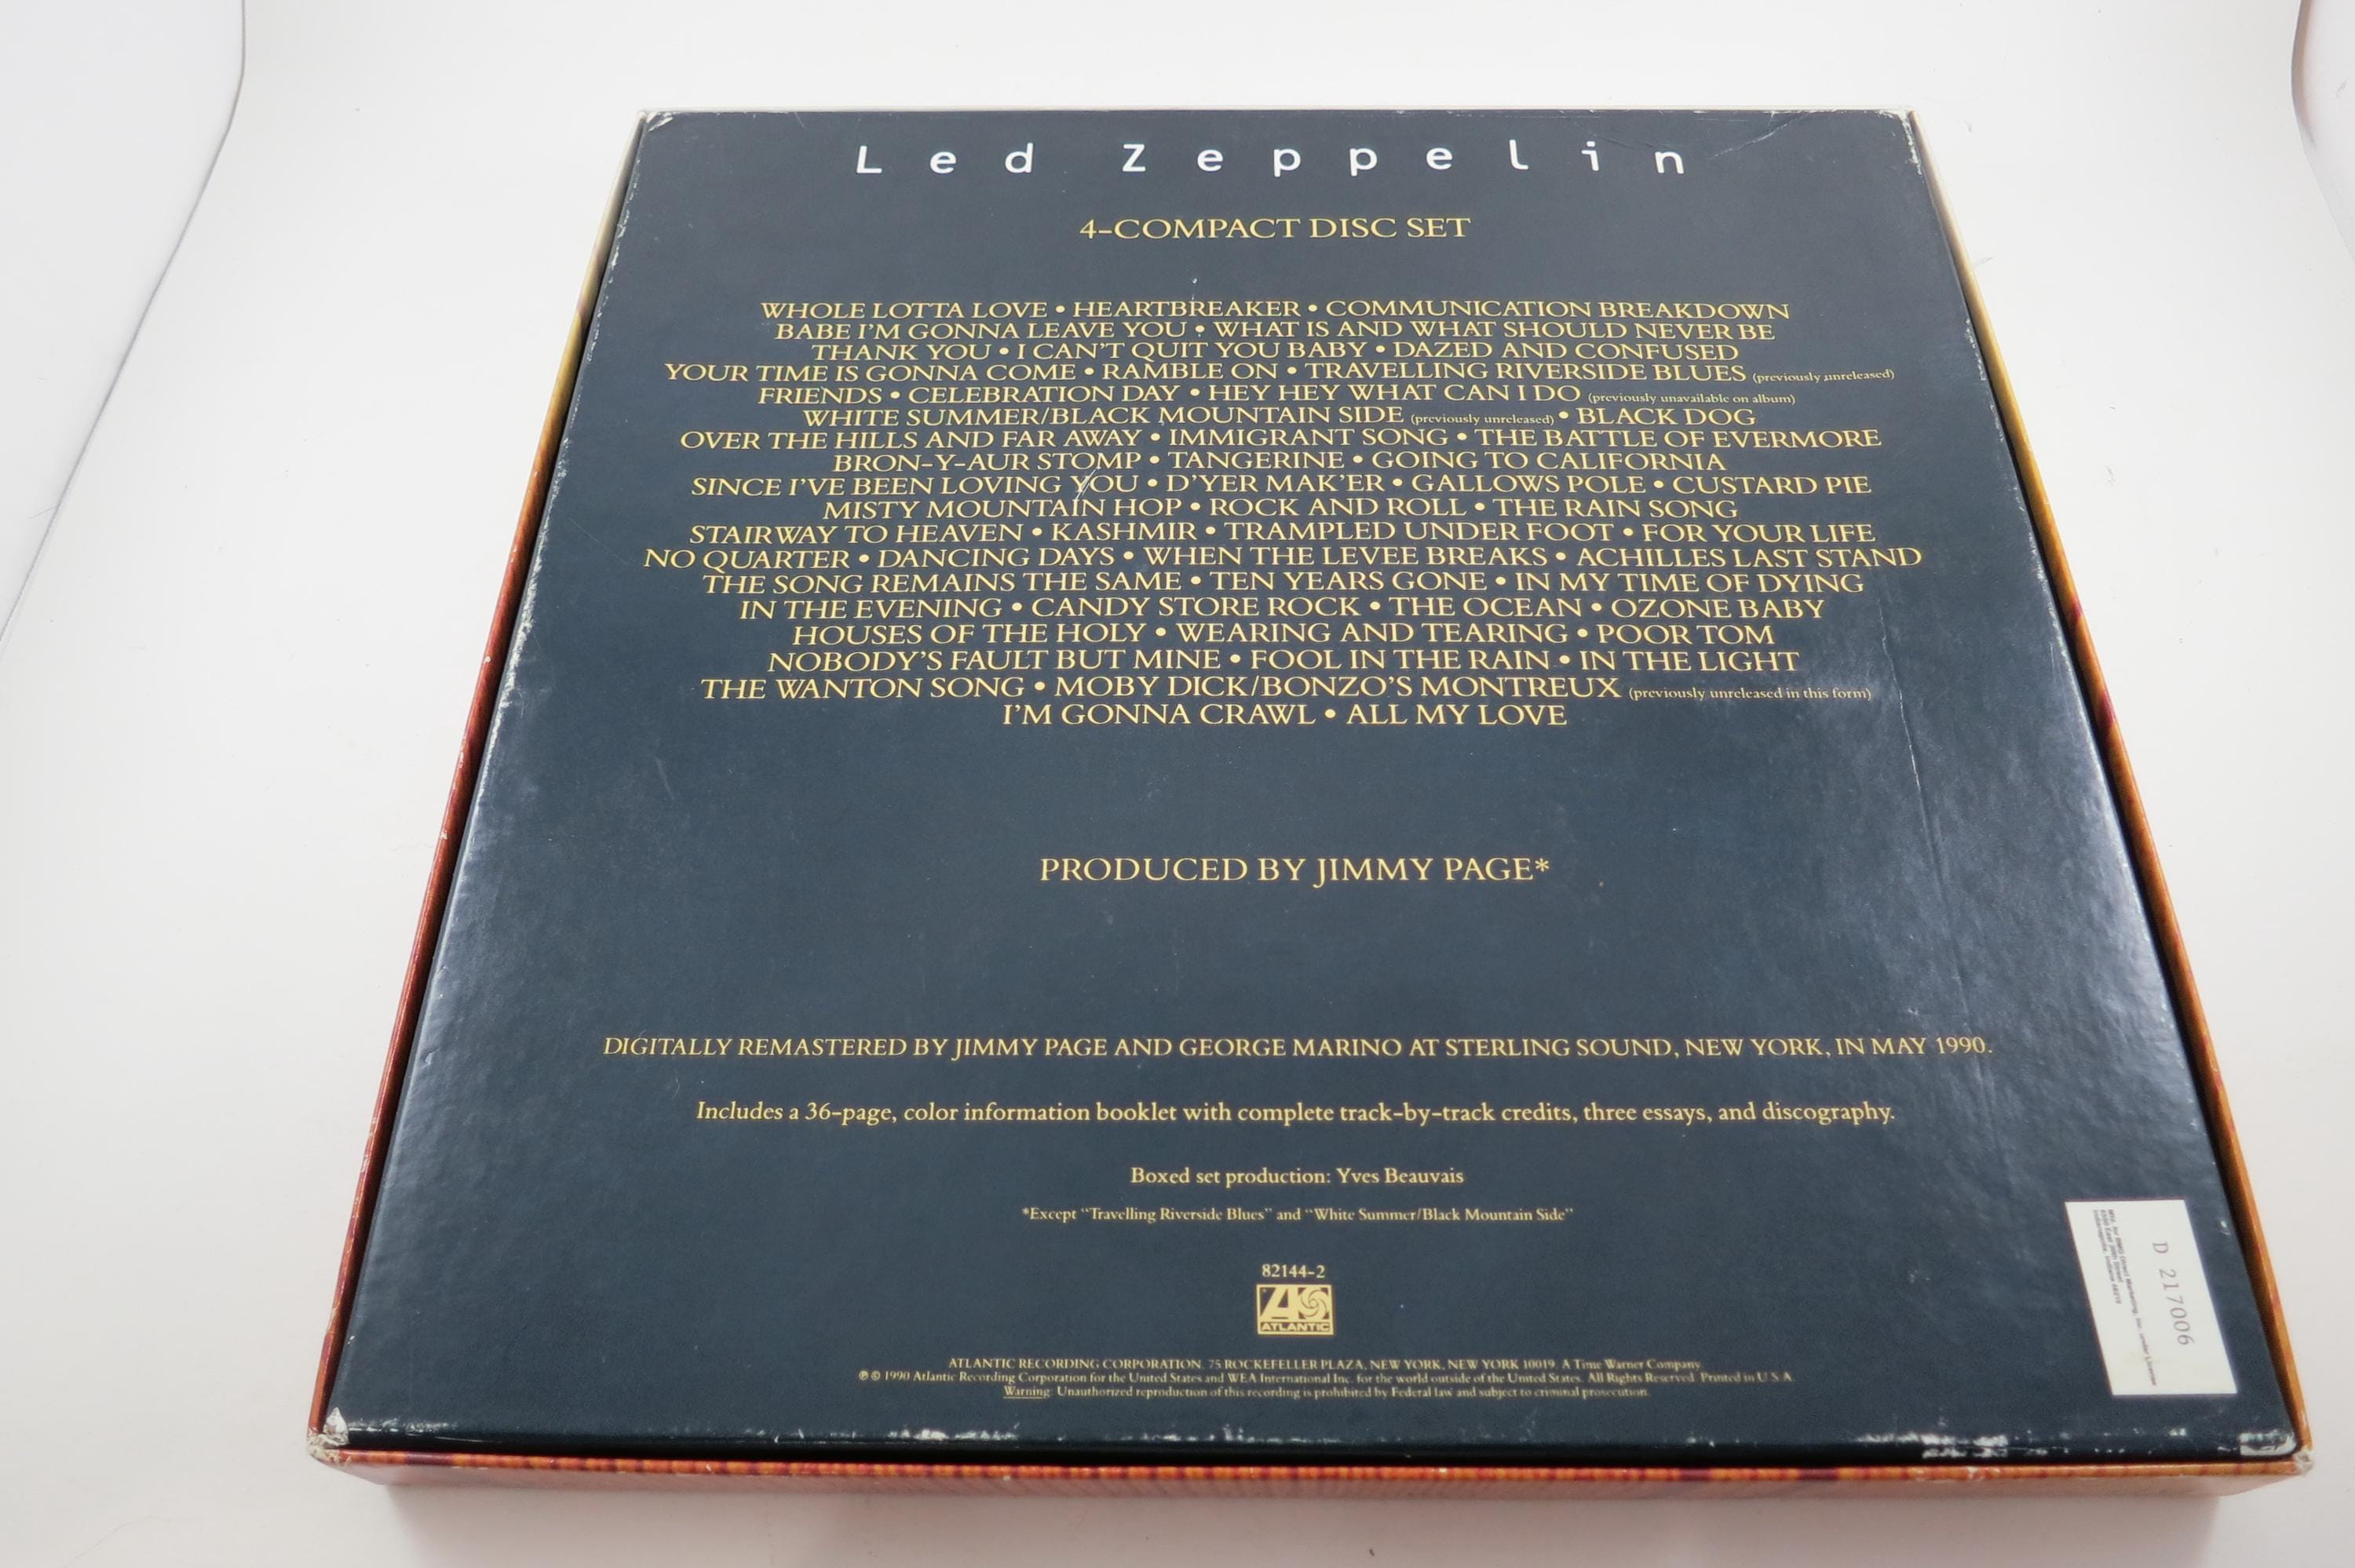 Led Zeppelin
4-COMPACT DISC SET
WHOLE LOTTA LOVE • HEARTBREAKER • COMMUNICATION BREAKDOWN
BABE I'M GONNA LEAVE YOU • WHAT IS AND WHAT SHOULD NEVER BE
THANK YOU • I CAN'T QUIT YOU BABY • DAZED AND CONFUSED
YOUR TIME IS GONNA COME • RAMBLE ON • TRAVELLING RIVERSIDE BLUES (previously unreleased)
FRIENDS • CELEBRATION DAY • HEY HEY WHAT CAN I DO (previously unavailable on album)
WHITE SUMMER/BLACK MOUNTAIN SIDE (previously unreleased) • BLACK DOG
OVER THE HILLS AND FAR AWAY • IMMIGRANT SONG • THE BATTLE OF EVERMORE
BRON-Y-AUR STOMP • TANGERINE • GOING TO CALIFORNIA
SINCE I'VE BEEN LOVING YOU • D'YER MAK'ER • GALLOWS POLE • CUSTARD PIE
MISTY MOUNTAIN HOP • ROCK AND ROLL • THE RAIN SONG
STAIRWAY TO HEAVEN • KASHMIR • TRAMPLED UNDER FOOT • FOR YOUR LIFE
NO QUARTER • DANCING DAYS • WHEN THE LEVEE BREAKS • ACHILLES LAST STAND
THE SONG REMAINS THE SAME • TEN YEARS GONE • IN MY TIME OF DYING
IN THE EVENING • CANDY STORE ROCK • THE OCEAN • OZONE BABY
HOUSES OF THE HOLY • WEARING AND TEARING • POOR TOM
NOBODY'S FAULT BUT MINE • FOOL IN THE RAIN • IN THE LIGHT
THE WANTON SONG • MOBY DICK/BONZO'S MONTREUX (previously unreleased in this form)
I'M GONNA CRAWL • ALL MY LOVE
PRODUCED BY JIMMY PAGE*
DIGITALLY REMASTERED BY JIMMY PAGE AND GEORGE MARINO AT STERLING SOUND, NEW YORK, IN MAY 1990.
Includes a 36-page, color information booklet with complete track-by-track credits, three essays, and discography.
Boxed set production: Yves Beauvais
*Except "Travelling Riverside Blues" and "White Summer/Black Mountain Side"
82144-2
ATLANTIC
ATLANTIC RECORDING CORPORATION, 75 ROCKEFELLER PLAZA, NEW YORK, NEW YORK 10019. A Time Warner Company
℗ © 1990 Atlantic Recording Corporation for the United States and WEA International Inc. for the world outside of the United States. All Rights Reserved. Printed in U.S.A.
Warning: Unauthorized reproduction of this recording is prohibited by Federal law and subject to criminal prosecution.
D 217006
Mfd. for BMG Direct Marketing, Inc. under License
6550 East 30th Street
Indianapolis, Indiana 46219